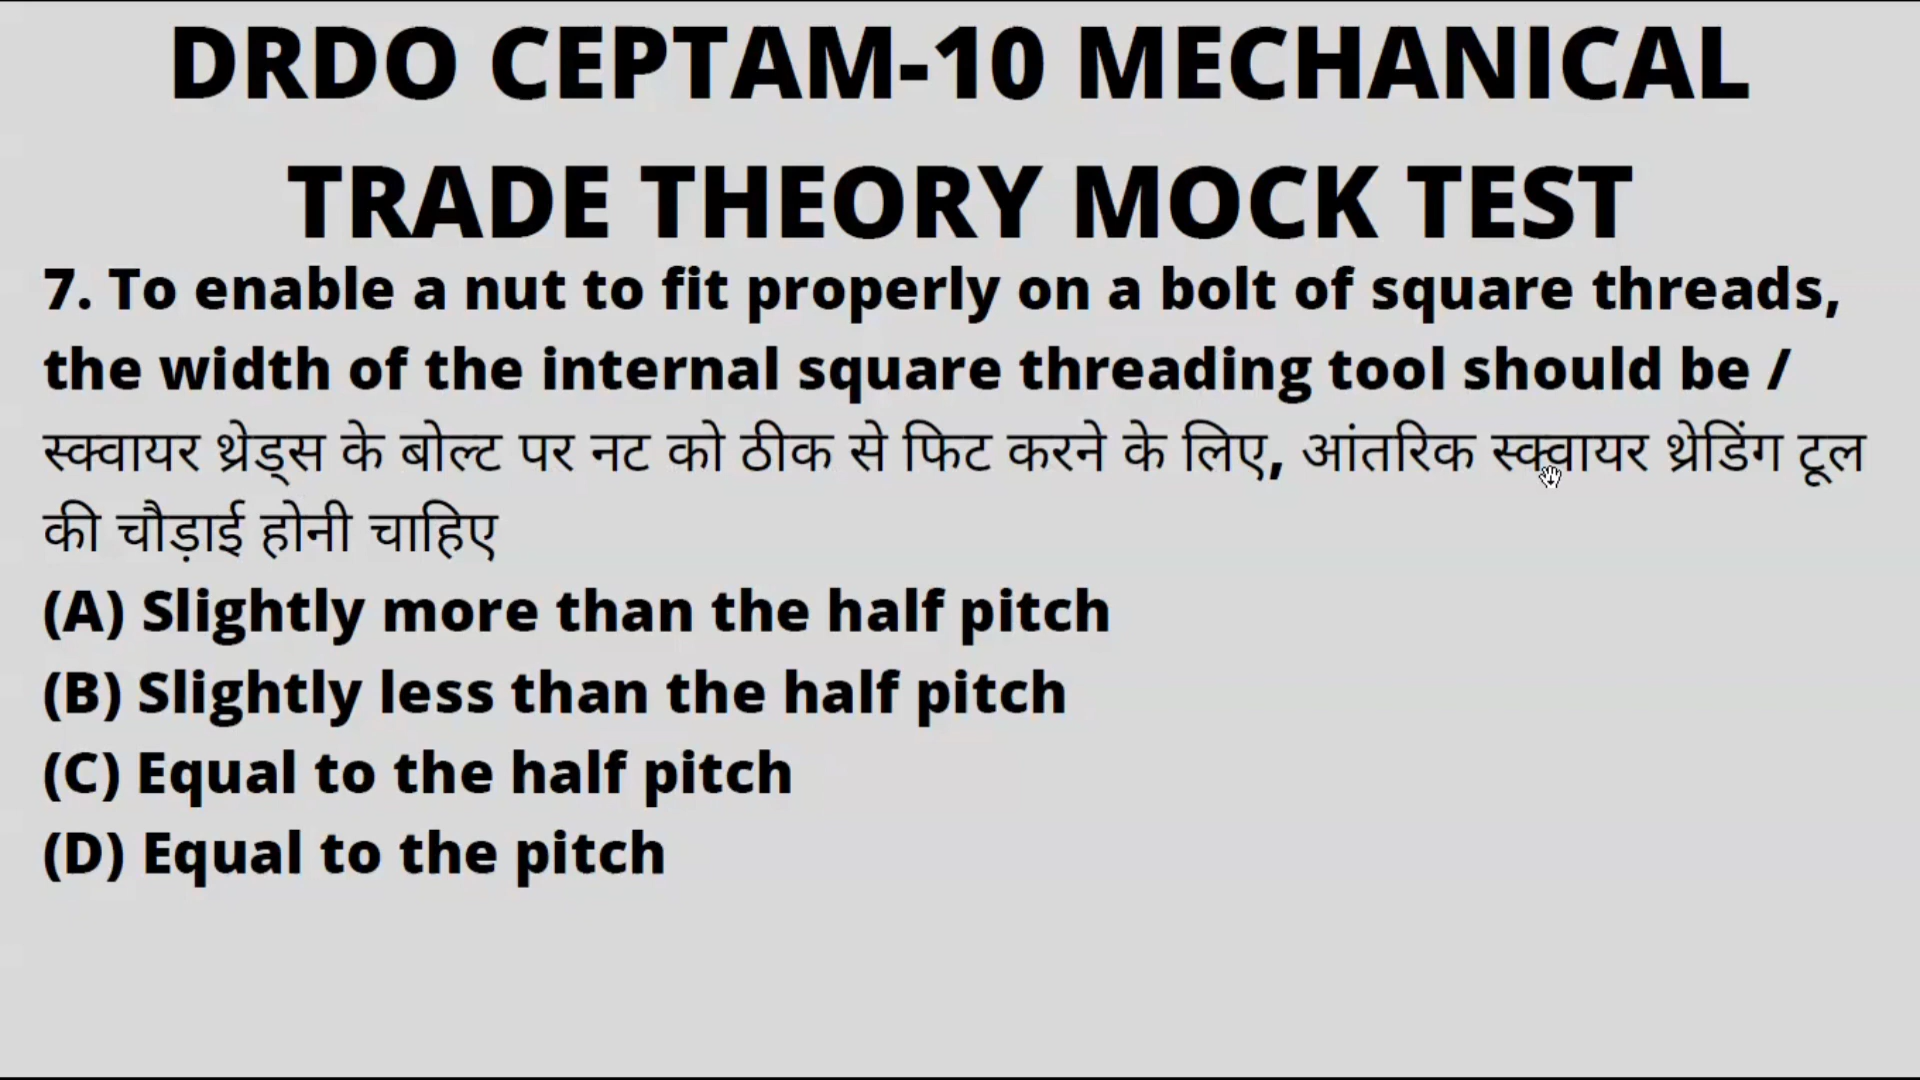 DRDO CEPTAM-10 MECHANICAL
TRADE THEORY MOCK TEST
7. To enable a nut to fit properly on a bolt of square threads,
the width of the internal square threading tool should be /
स्क्वायर थ्रेड्स के बोल्ट पर नट को ठीक से फिट करने के लिए, आंतरिक स्क्वायर थ्रेडिंग टूल
की चौड़ाई होनी चाहिए
(A) Slightly more than the half pitch
(B) Slightly less than the half pitch
(C) Equal to the half pitch
(D) Equal to the pitch